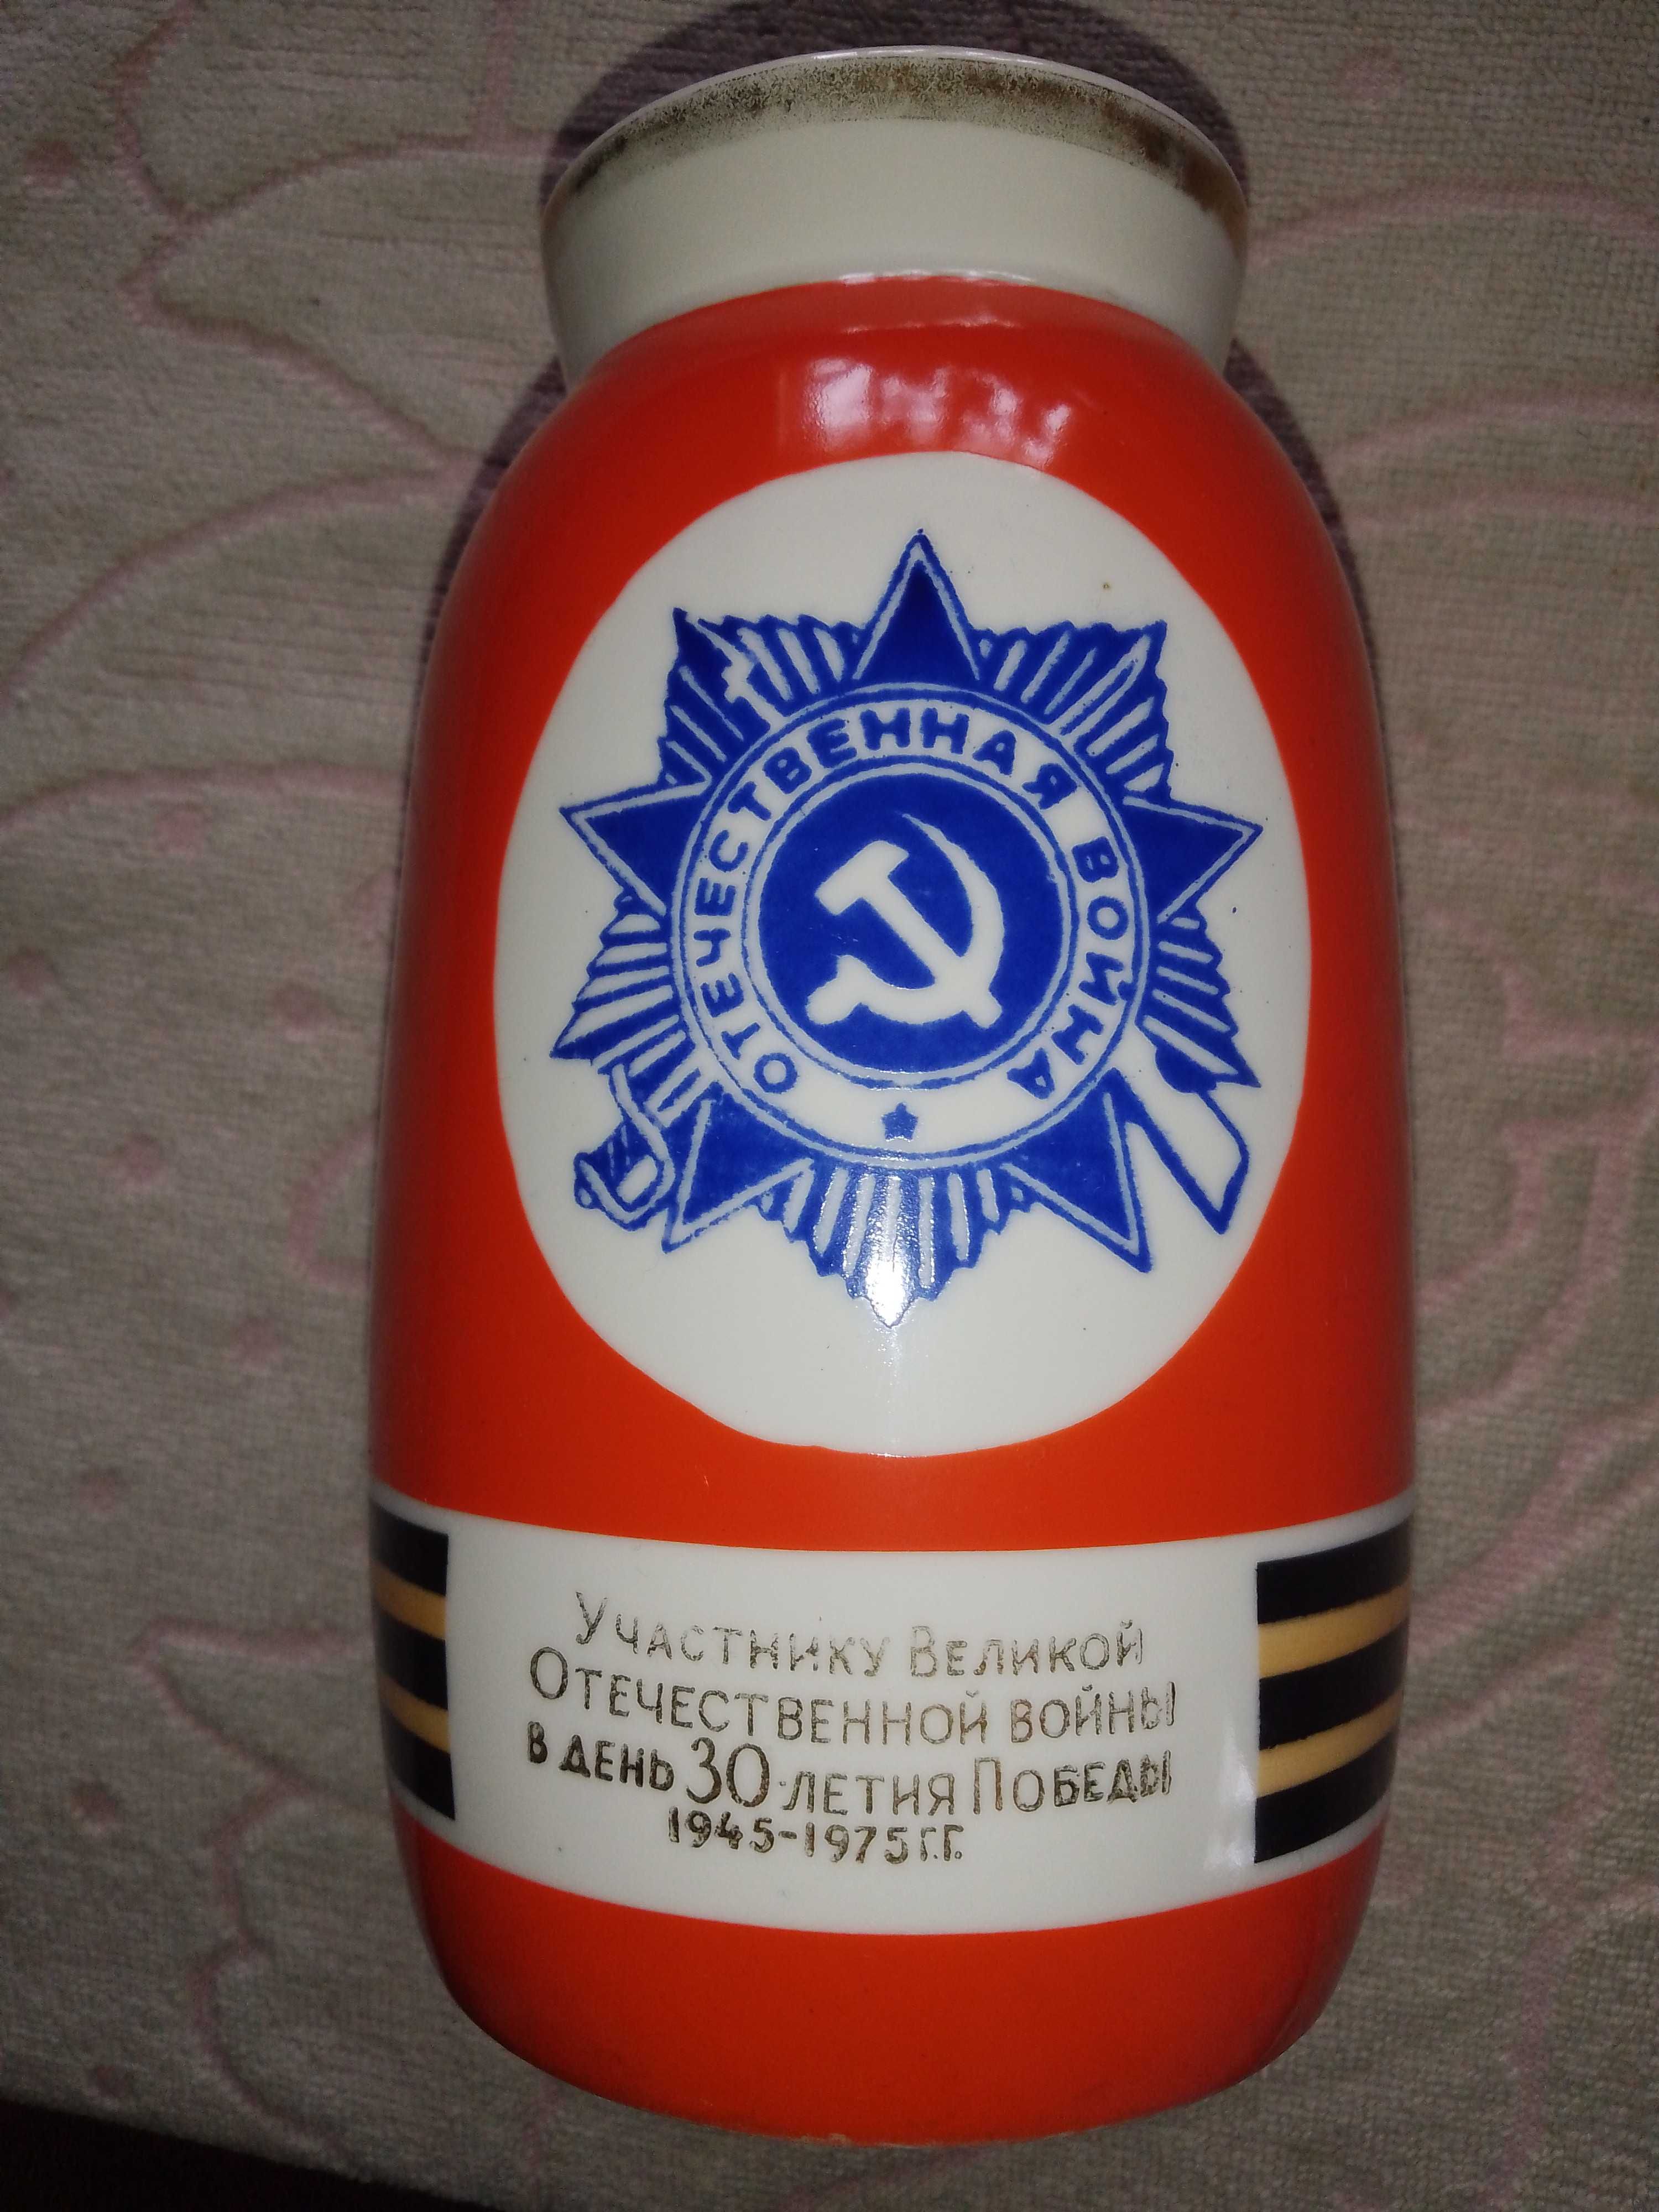 ОТЕЧЕСТВЕННАЯ ВОЙНА
УЧАСТНИКУ ВЕЛИКОЙ
ОТЕЧЕСТВЕННОЙ ВОЙНЫ
В ДЕНЬ 30-ЛЕТИЯ ПОБЕДЫ
1945-1975 Г.Г.